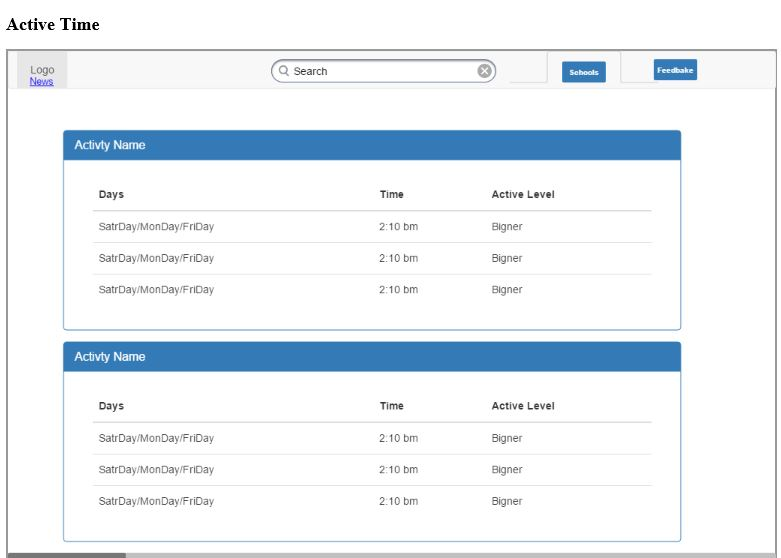 Active Time
Logo
News
Search
Schools
Feedbake
Activty Name
Days Time Active Level
SatrDay/MonDay/FriDay 2:10 bm Bigner
SatrDay/MonDay/FriDay 2:10 bm Bigner
SatrDay/MonDay/FriDay 2:10 bm Bigner
Activty Name
Days Time Active Level
SatrDay/MonDay/FriDay 2:10 bm Bigner
SatrDay/MonDay/FriDay 2:10 bm Bigner
SatrDay/MonDay/FriDay 2:10 bm Bigner